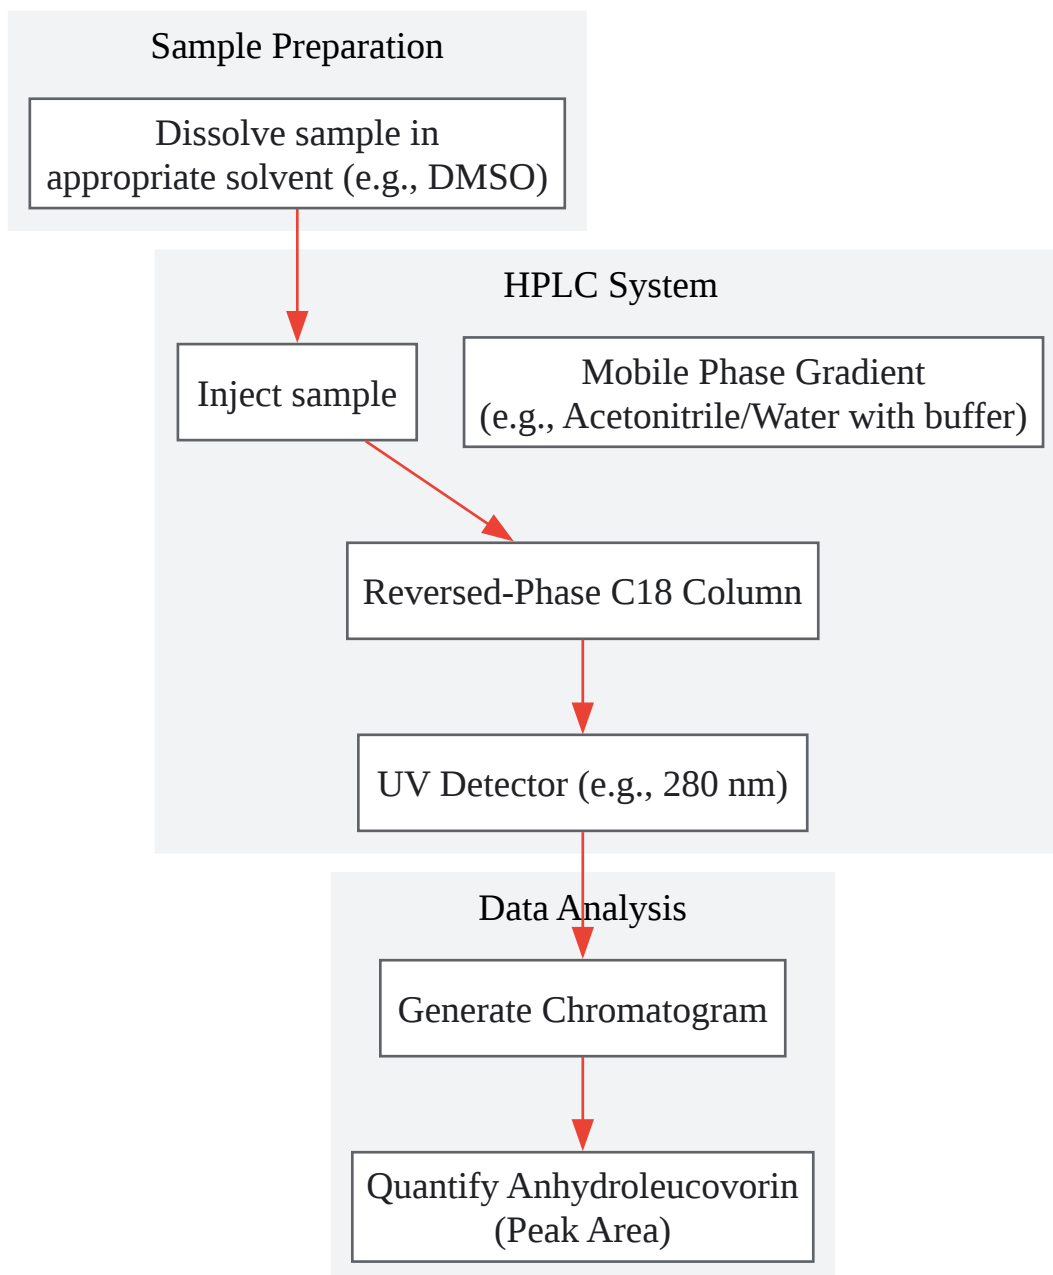 Sample Preparation
Dissolve sample in
appropriate solvent (e.g., DMSO)
HPLC System
Inject sample
Mobile Phase Gradient
(e.g., Acetonitrile/Water with buffer)
Reversed-Phase C18 Column
UV Detector (e.g., 280 nm)
Data Analysis
Generate Chromatogram
Quantify Anhydroleucovorin
(Peak Area)